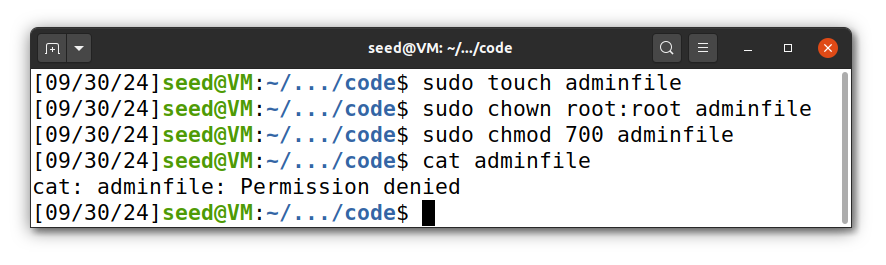 seed@VM: ~/.../code
[09/30/24]seed@VM:~/.../code$ sudo touch adminfile
[09/30/24]seed@VM:~/.../code$ sudo chown root:root adminfile
[09/30/24]seed@VM:~/.../code$ sudo chmod 700 adminfile
[09/30/24]seed@VM:~/.../code$ cat adminfile
cat: adminfile: Permission denied
[09/30/24]seed@VM:~/.../code$